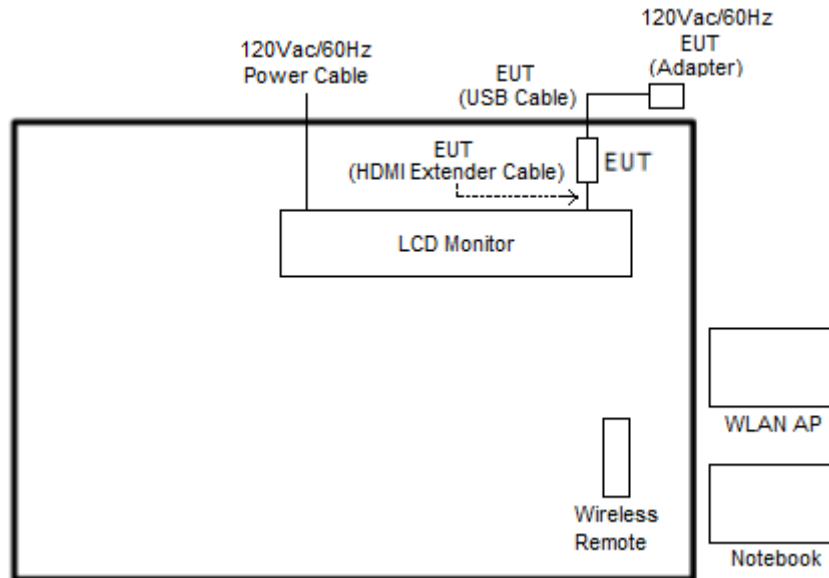 120Vac/60Hz
Power Cable
EUT
(USB Cable)
120Vac/60Hz
EUT
(Adapter)
EUT
(HDMI Extender Cable)
EUT
LCD Monitor
WLAN AP
Wireless
Remote
Notebook